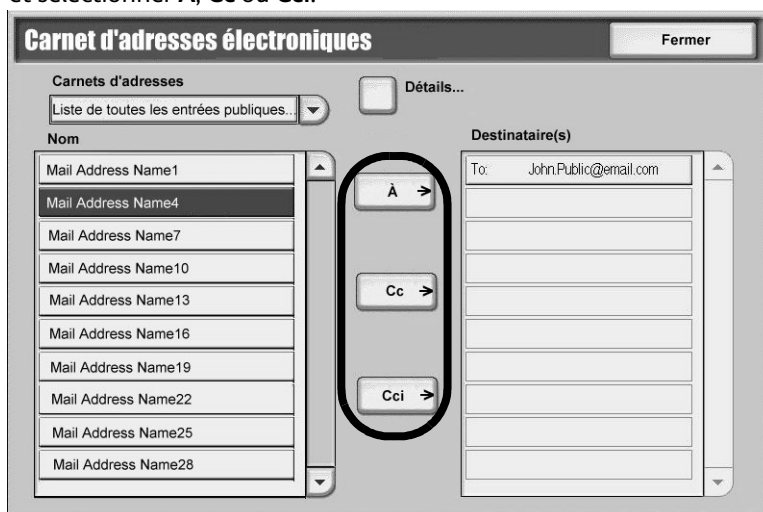 et sélectionner À, Cc ou Cci.
Carnet d'adresses électroniques
Fermer
Carnets d'adresses
Détails...
Liste de toutes les entrées publiques...
Nom
Destinataire(s)
Mail Address Name1
To: John.Public@email.com
Mail Address Name4
À
Mail Address Name7
Mail Address Name10
Cc
Mail Address Name13
Mail Address Name16
Mail Address Name19
Mail Address Name22
Cci
Mail Address Name25
Mail Address Name28